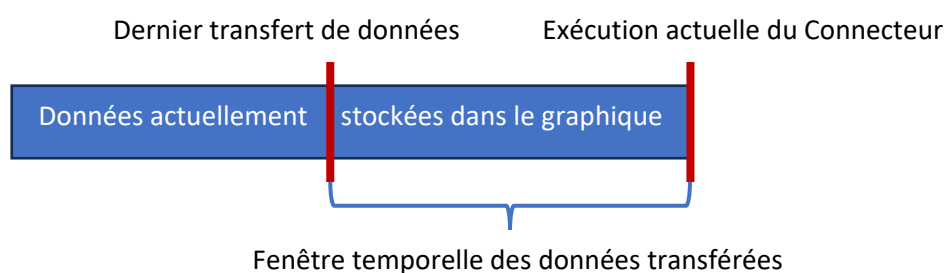 Dernier transfert de données
Exécution actuelle du Connecteur
Données actuellement stockées dans le graphique
Fenêtre temporelle des données transférées